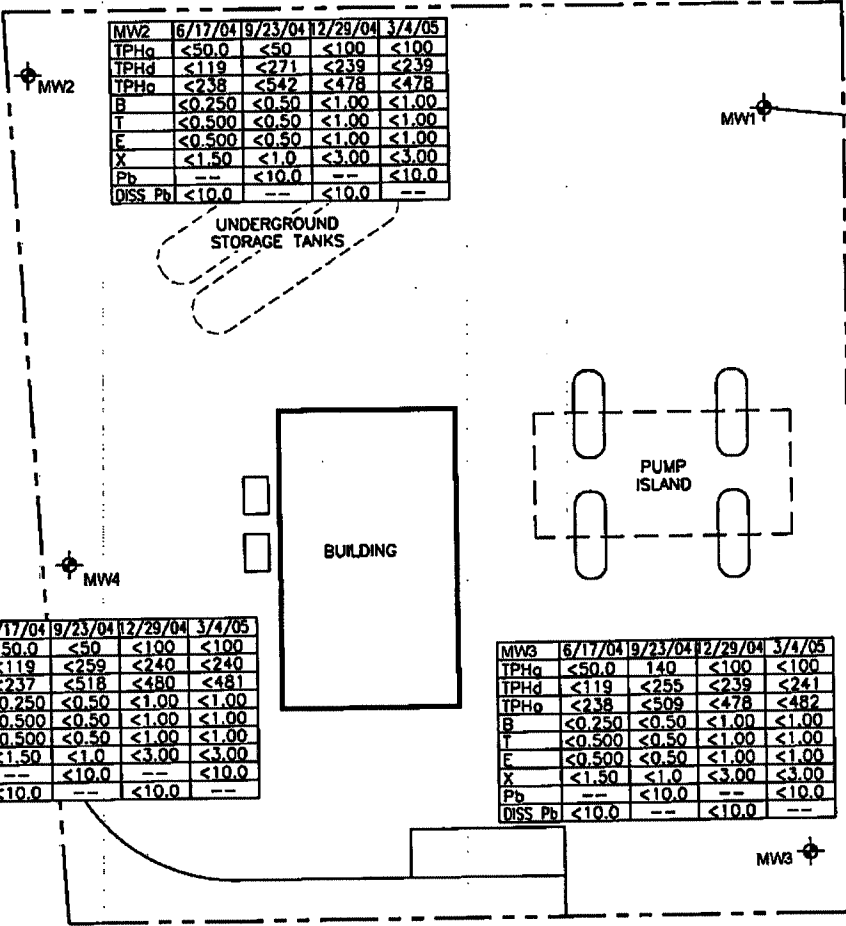 MW2 6/17/04 9/23/04 12/29/04 3/4/05
TPHg <50.0 <50 <100 <100
TPHd <119 <271 <239 <239
TPHo <238 <542 <478 <478
B <0.250 <0.50 <1.00 <1.00
T <0.500 <0.50 <1.00 <1.00
E <0.500 <0.50 <1.00 <1.00
X <1.50 <1.0 <3.00 <3.00
Pb -- <10.0 -- <10.0
DISS Pb <10.0 -- <10.0 --
MW2
MW1
UNDERGROUND
STORAGE TANKS
PUMP
ISLAND
BUILDING
MW4
/17/04 9/23/04 12/29/04 3/4/05
50.0 <50 <100 <100
<119 <259 <240 <240
<237 <518 <480 <481
0.250 <0.50 <1.00 <1.00
0.500 <0.50 <1.00 <1.00
0.500 <0.50 <1.00 <1.00
<1.50 <1.0 <3.00 <3.00
-- <10.0 -- <10.0
<10.0 -- <10.0 --
MW3 6/17/04 9/23/04 12/29/04 3/4/05
TPHg <50.0 140 <100 <100
TPHd <119 <255 <239 <241
TPHo <238 <509 <478 <482
B <0.250 <0.50 <1.00 <1.00
T <0.500 <0.50 <1.00 <1.00
E <0.500 <0.50 <1.00 <1.00
X <1.50 <1.0 <3.00 <3.00
Pb -- <10.0 -- <10.0
DISS Pb <10.0 -- <10.0 --
MW3